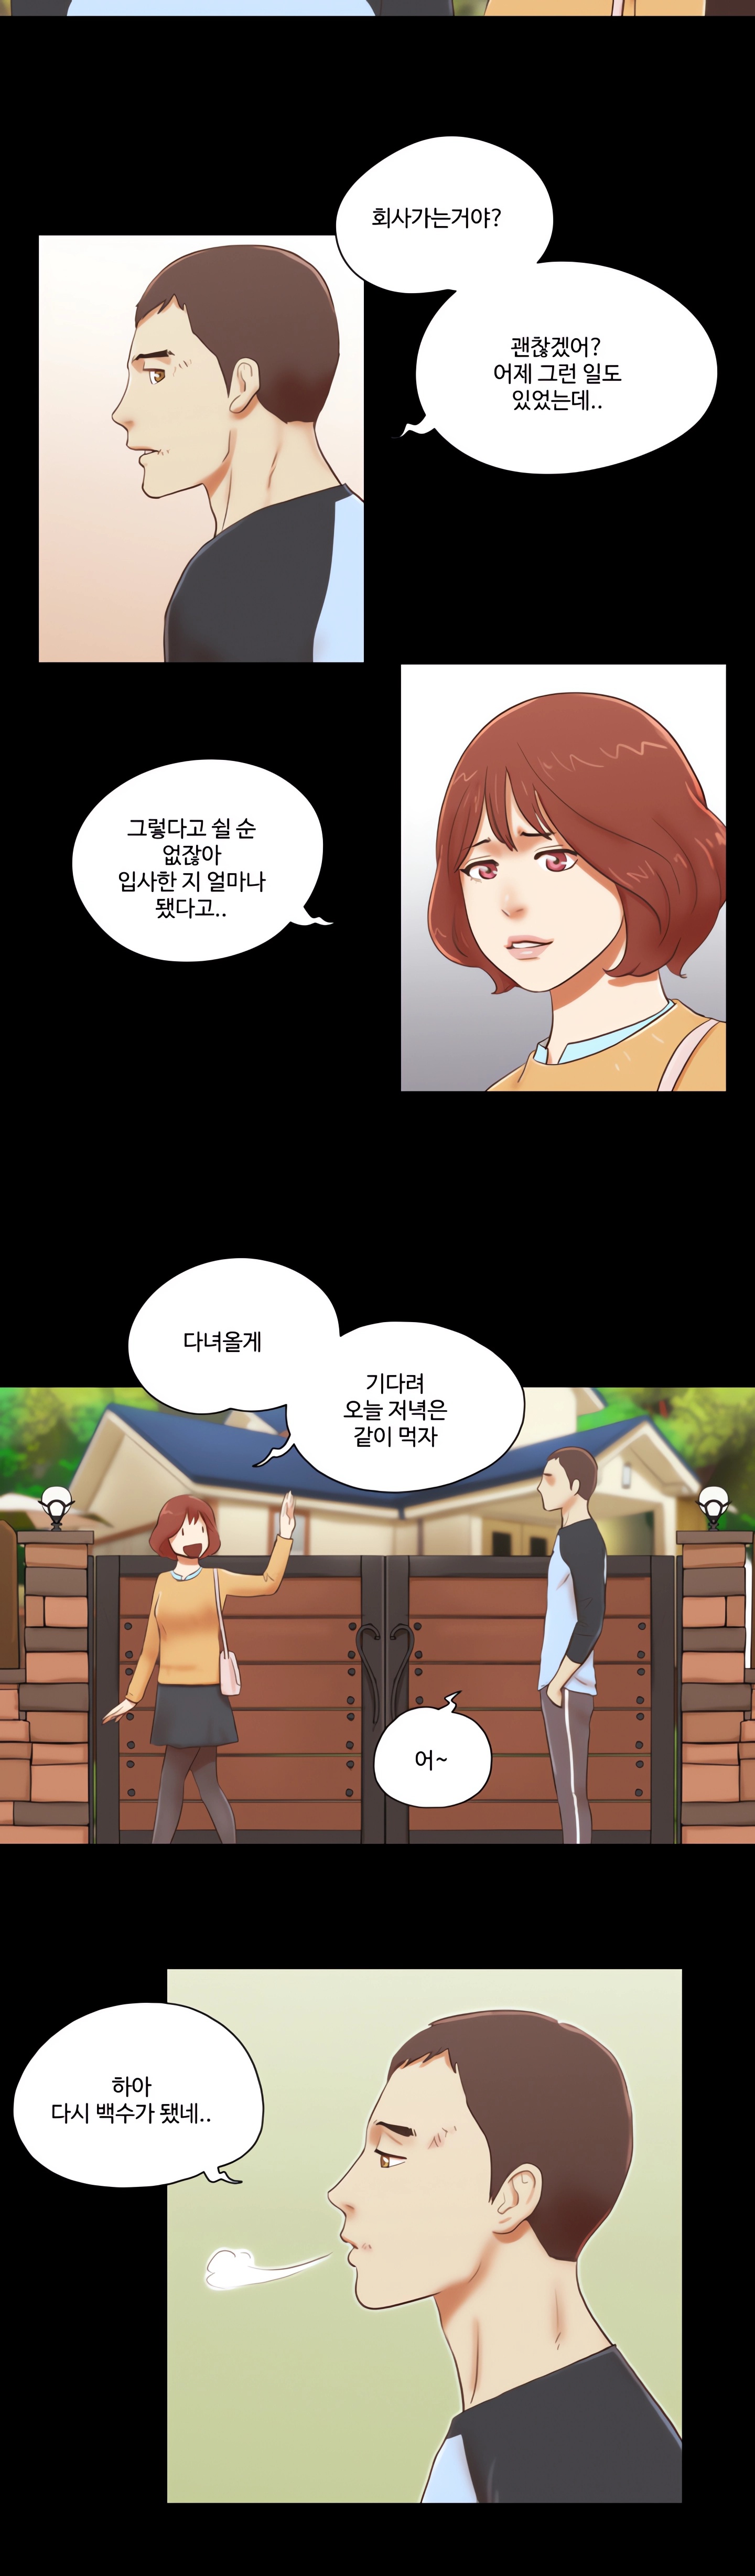 회사가는거야?
괜찮겠어?
어제 그런 일도
있었는데..
그렇다고 쉴 순
없잖아
입사한 지 얼마나
됐다고..
다녀올게
기다려
오늘 저녁은
같이 먹자
어~
하아
다시 백수가 됐네..